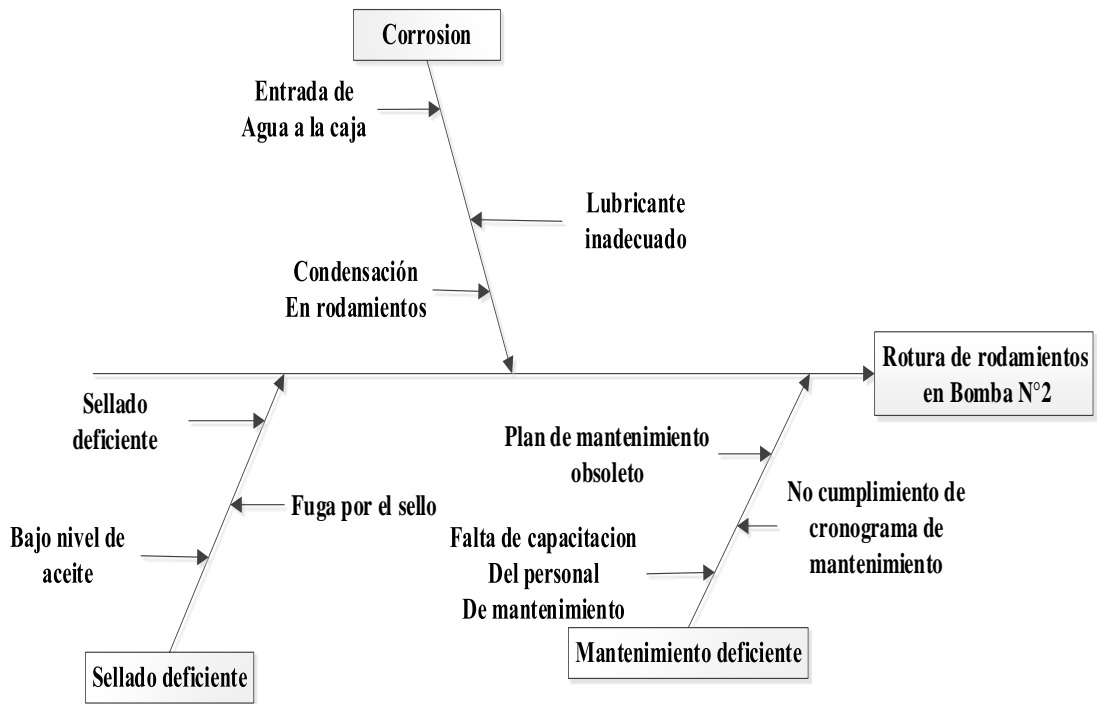 Corrosion
Entrada de
Agua a la caja
Lubricante
inadecuado
Condensación
En rodamientos
Rotura de rodamientos
en Bomba N°2
Sellado
deficiente
Plan de mantenimiento
obsoleto
Fuga por el sello
No cumplimiento de
cronograma de
mantenimiento
Bajo nivel de
aceite
Falta de capacitacion
Del personal
De mantenimiento
Mantenimiento deficiente
Sellado deficiente